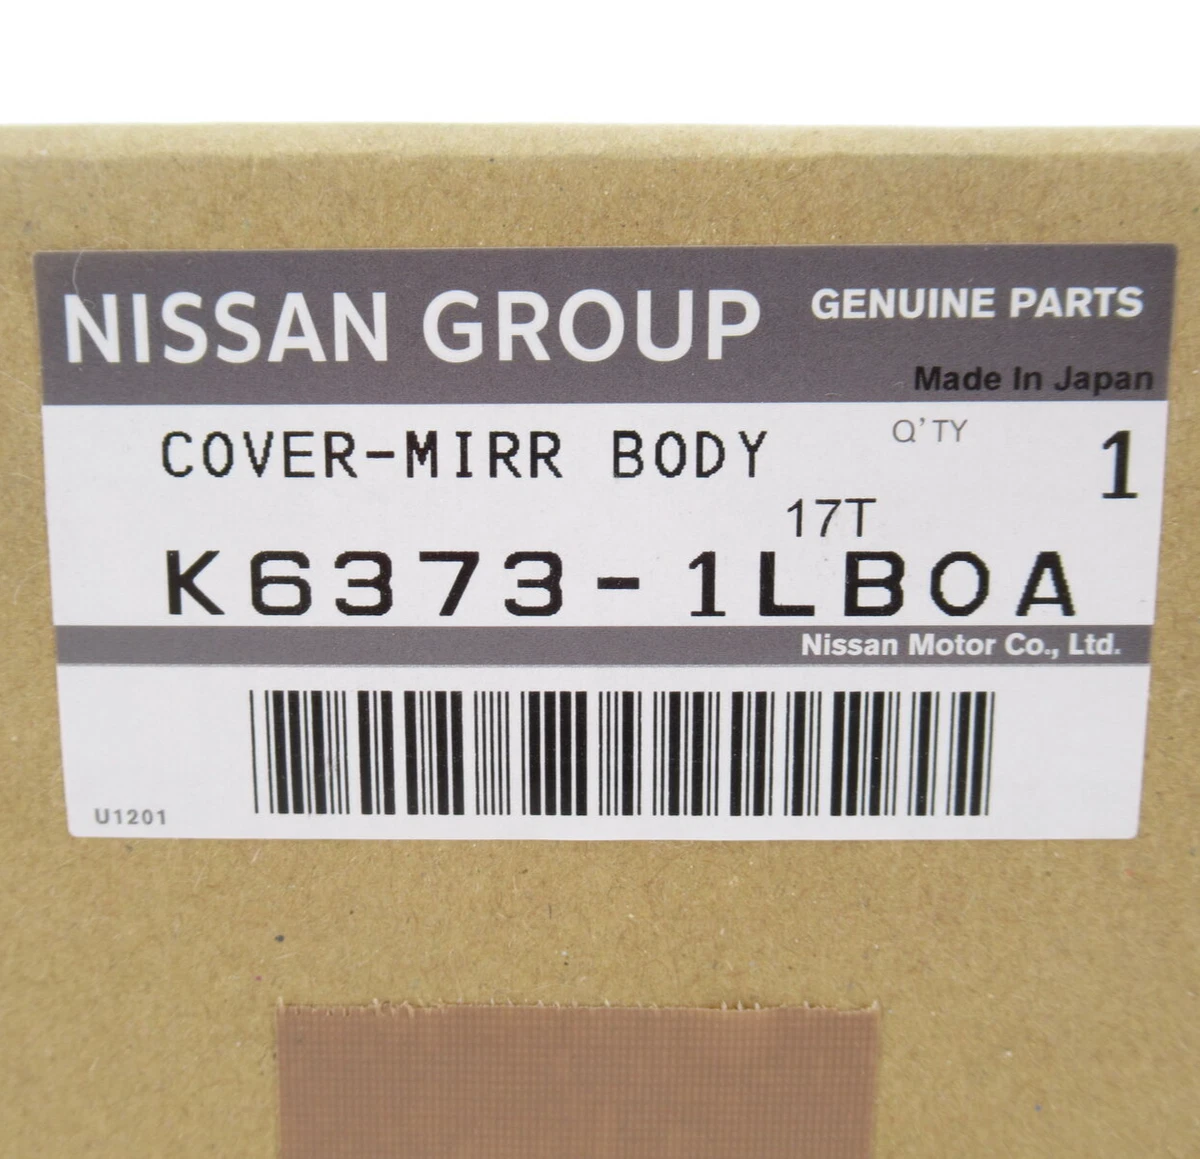 NISSAN GROUP GENUINE PARTS
Made In Japan
COVER-MIRR BODY Q'TY 1
17T
K6373-1LB0A
Nissan Motor Co., Ltd.
U1201